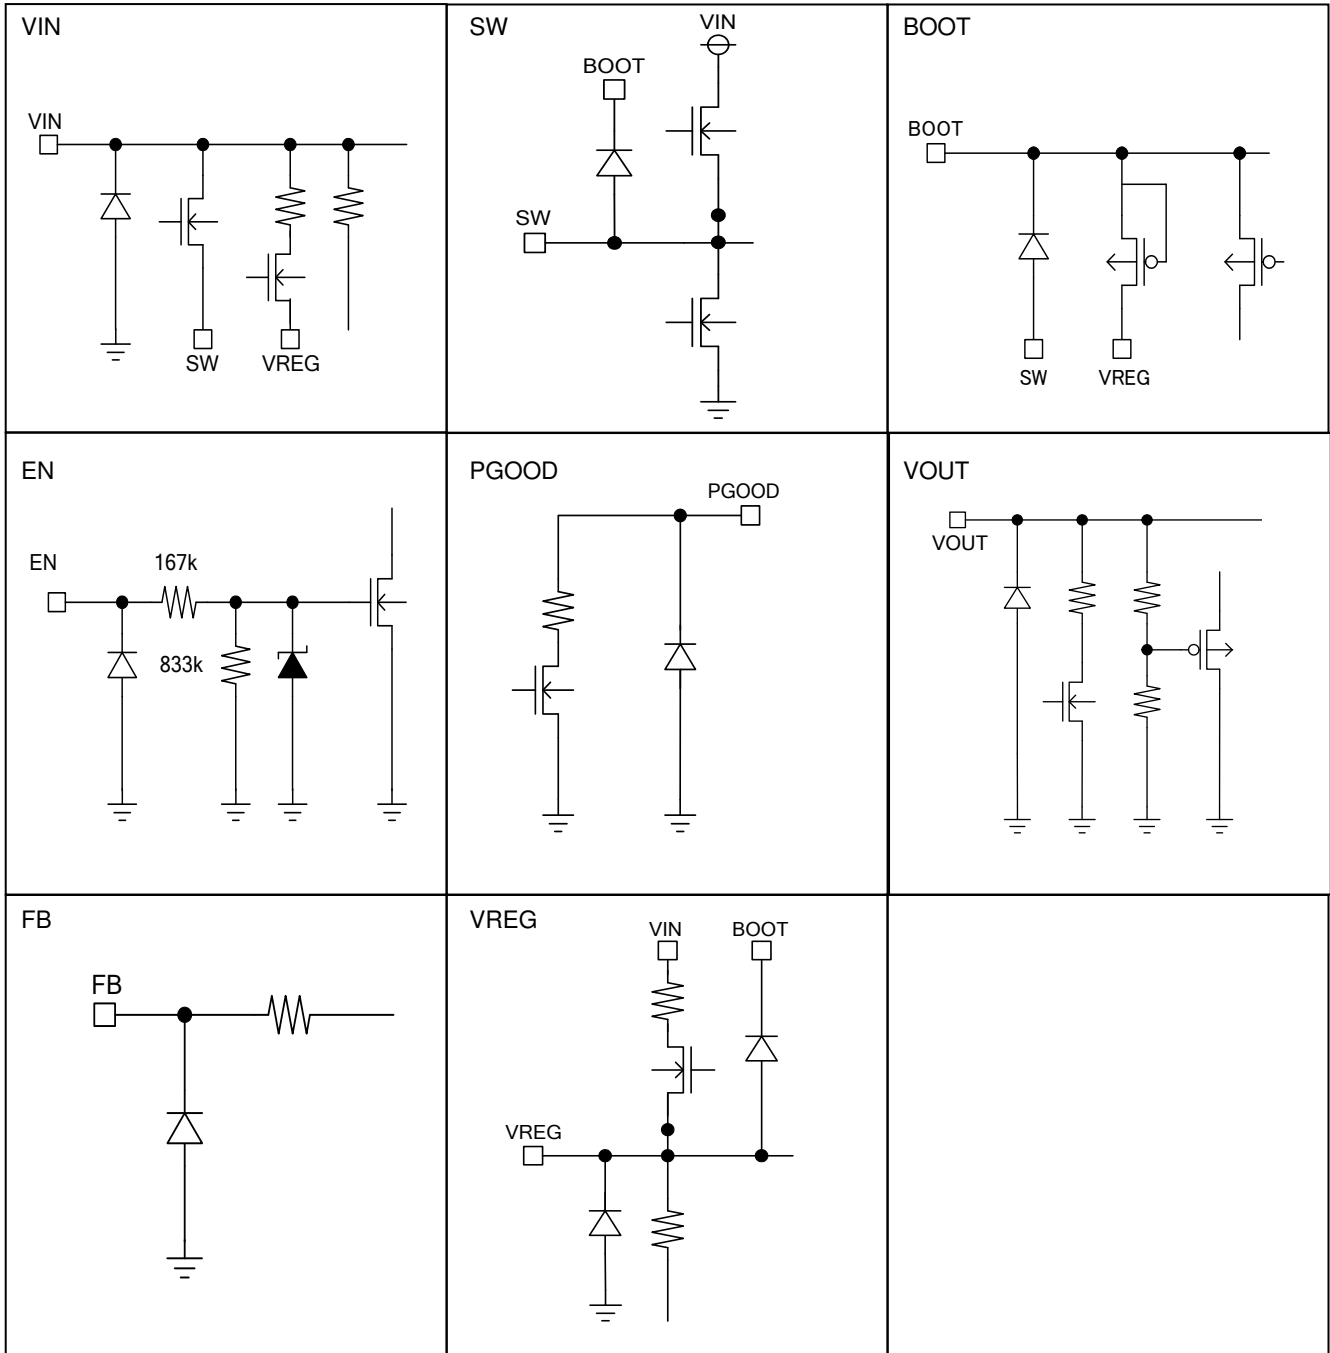 VIN
VIN
SW
VREG
SW
VIN
BOOT
SW
BOOT
BOOT
SW
VREG
EN
EN
167k
833k
PGOOD
PGOOD
VOUT
VOUT
FB
FB
VREG
VIN
BOOT
VREG